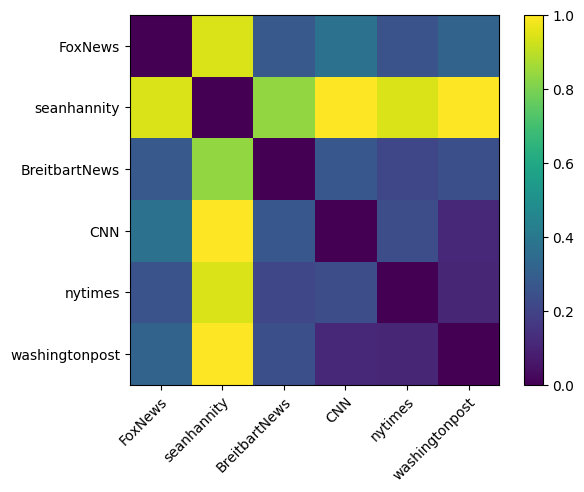 FoxNews
seanhannity
BreitbartNews
CNN
nytimes
washingtonpost
FoxNews
seanhannity
BreitbartNews
CNN
nytimes
washingtonpost
1.0
0.8
0.6
0.4
0.2
0.0